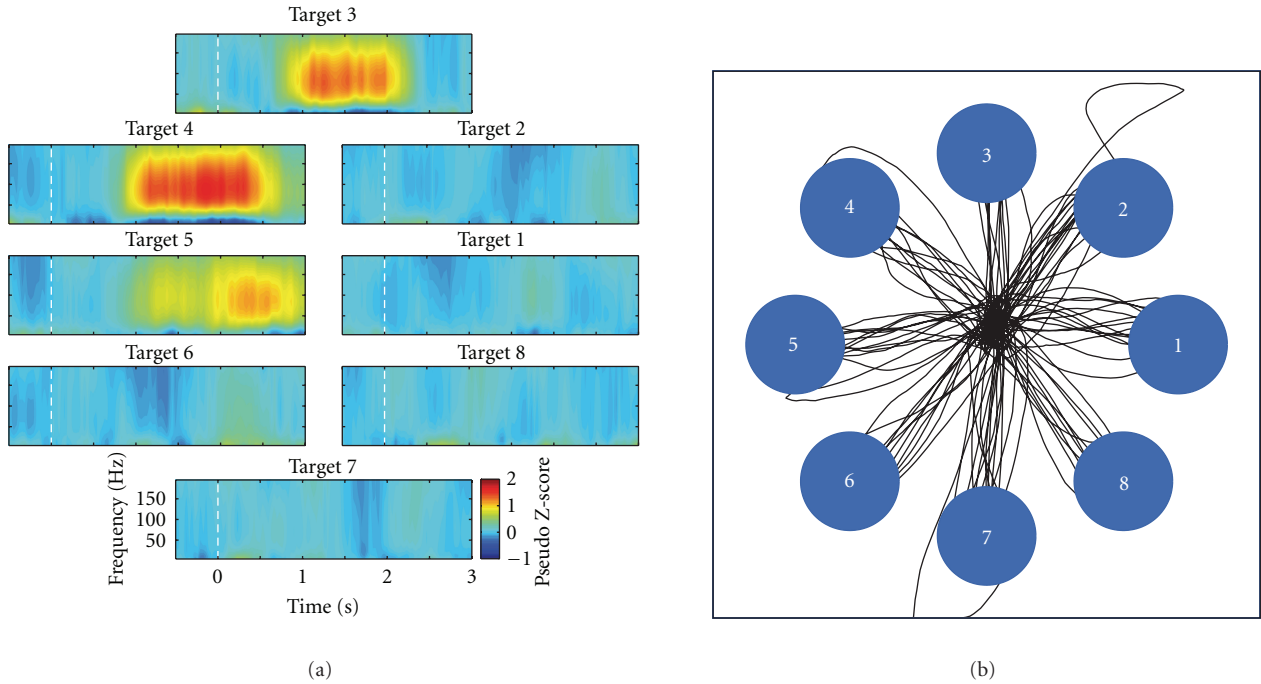 Target 3
Target 4
Target 2
Target 5
Target 1
Target 6
Target 8
Target 7
Frequency (Hz)
150
100
50
0
1
2
3
Time (s)
2
1
0
−1
Pseudo Z-score
(a)
3
4
2
5
1
6
8
7
(b)